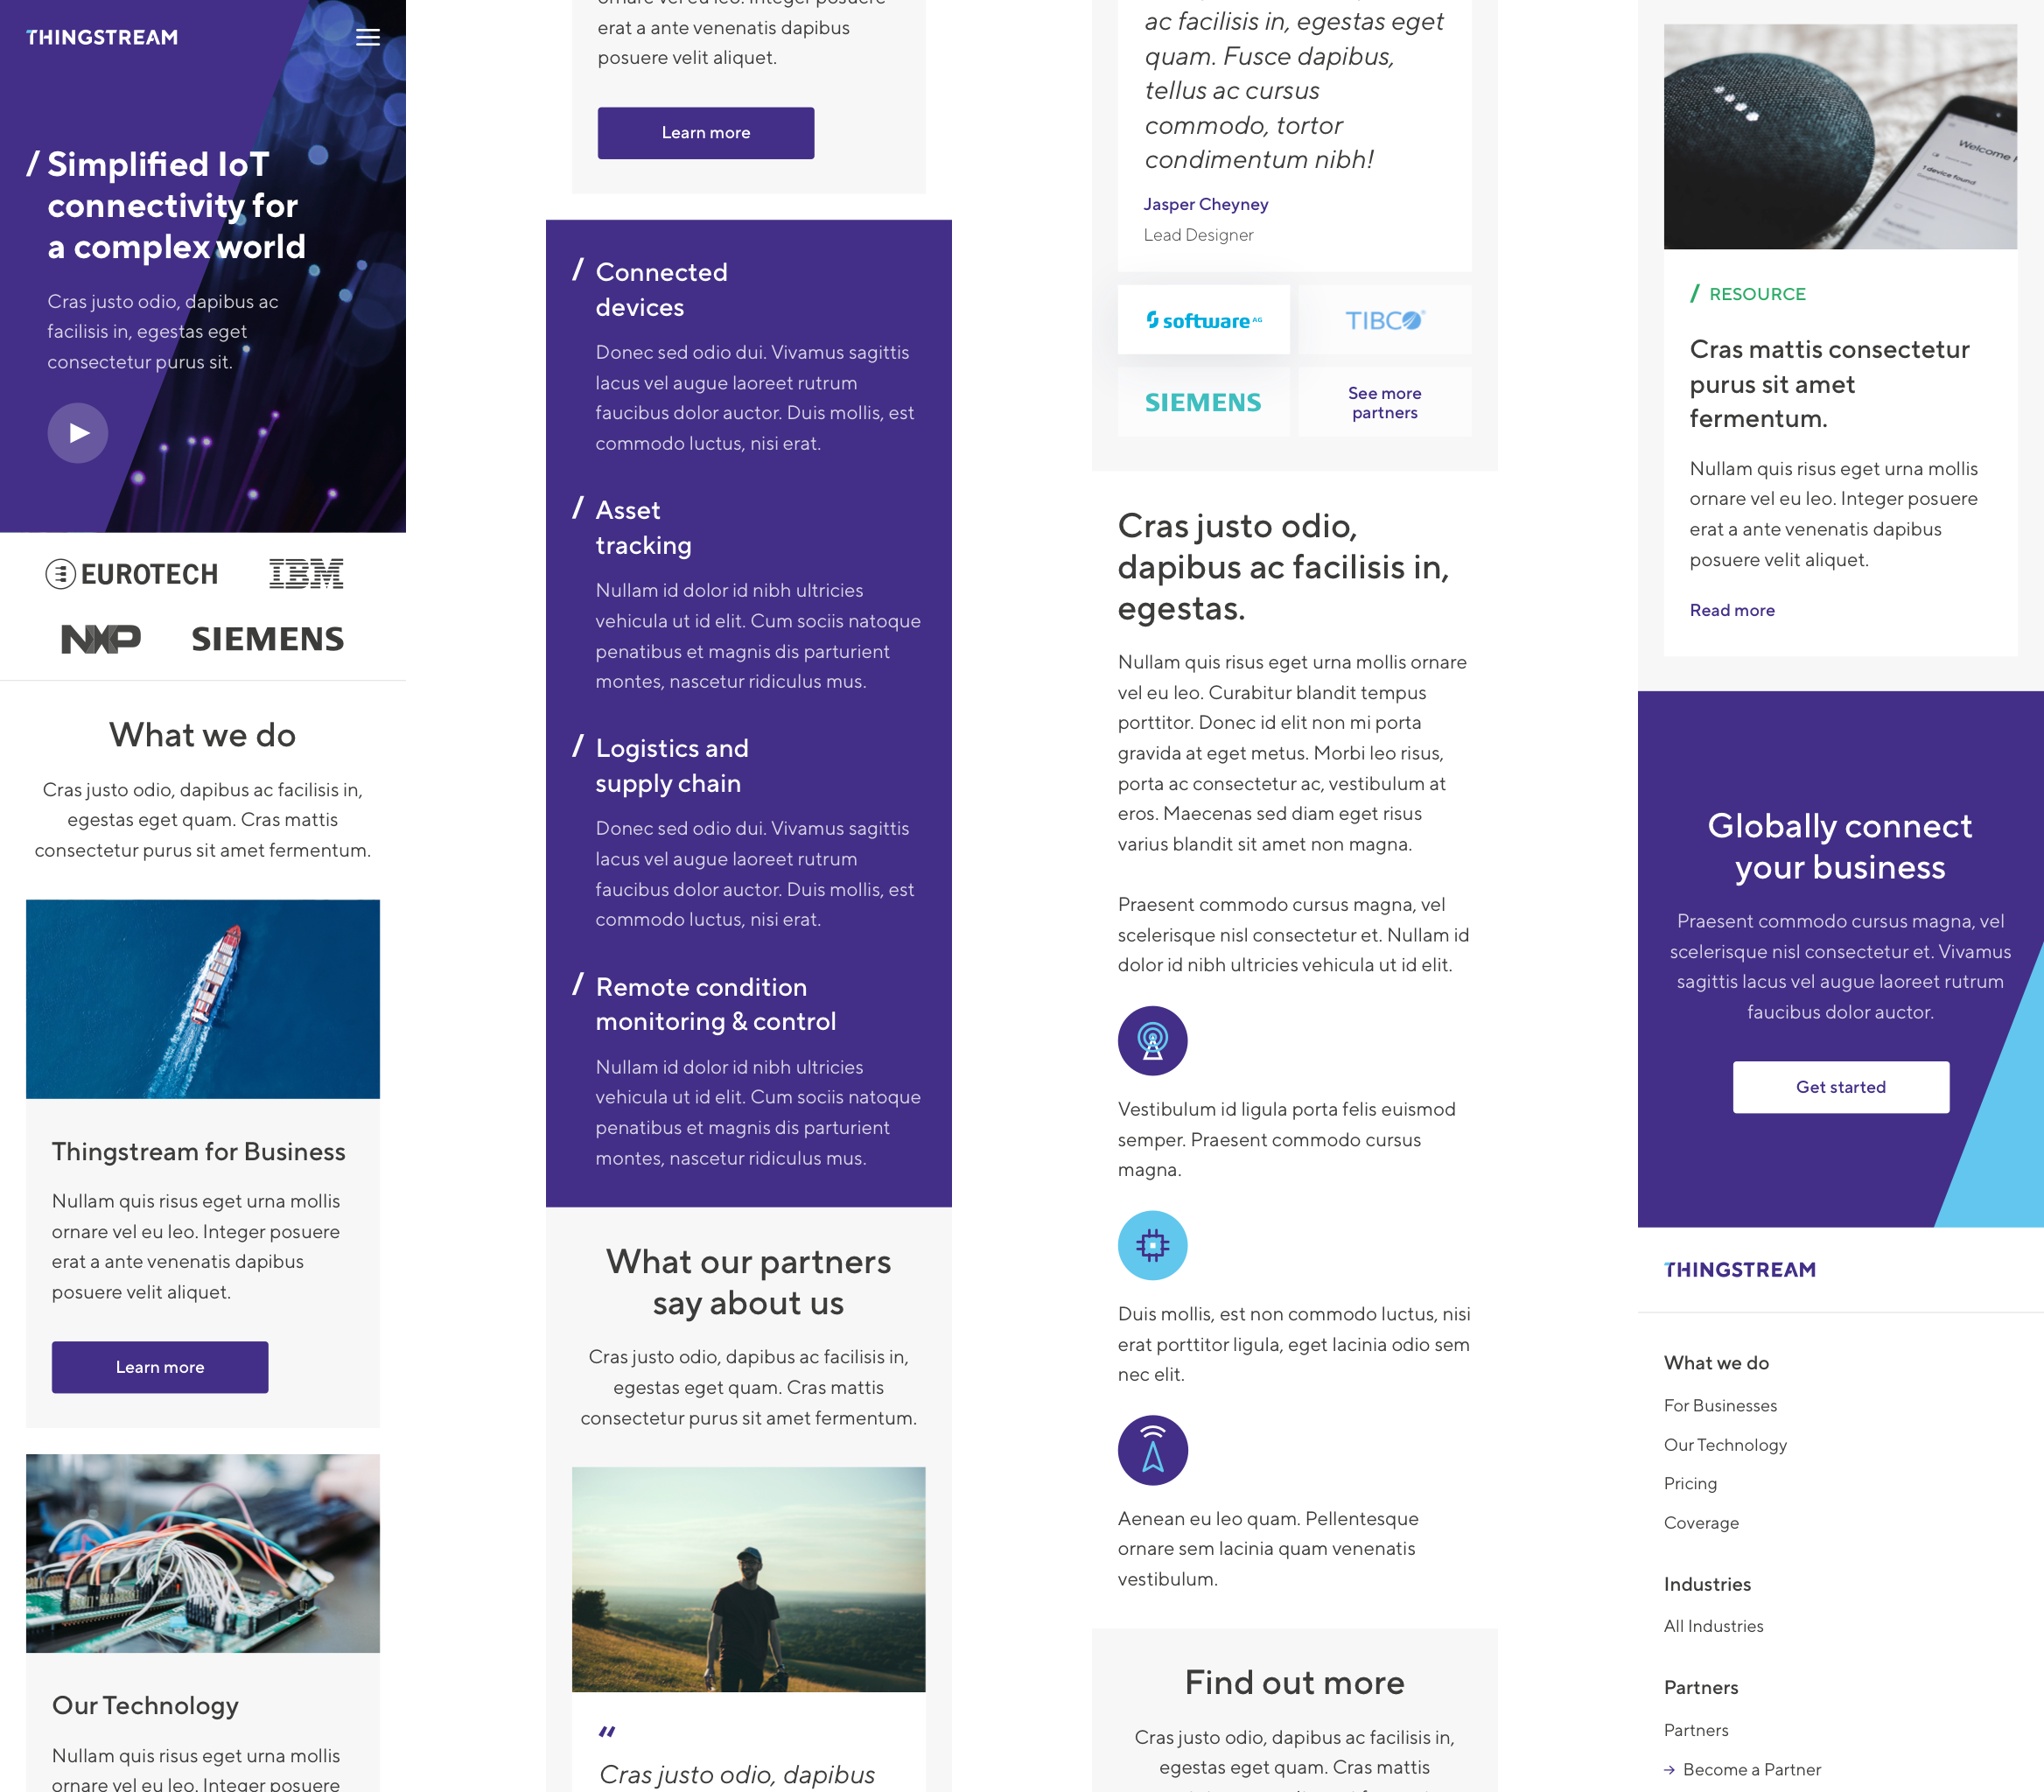 THINGSTREAM
/ Simplified IoT
connectivity for
a complex world
Cras justo odio, dapibus ac
facilisis in, egestas eget
consectetur purus sit.
EUROTECH
IBM
NXP
SIEMENS
What we do
Cras justo odio, dapibus ac facilisis in,
egestas eget quam. Cras mattis
consectetur purus sit amet fermentum.
Thingstream for Business
Nullam quis risus eget urna mollis
ornare vel eu leo. Integer posuere
erat a ante venenatis dapibus
posuere velit aliquet.
Learn more
Our Technology
Nullam quis risus eget urna mollis
ornare vel eu leo. Integer posuere
ornare vel eu leo. Integer posuere
erat a ante venenatis dapibus
posuere velit aliquet.
Learn more
/ Connected
devices
Donec sed odio dui. Vivamus sagittis
lacus vel augue laoreet rutrum
faucibus dolor auctor. Duis mollis, est
commodo luctus, nisi erat.
/ Asset
tracking
Nullam id dolor id nibh ultricies
vehicula ut id elit. Cum sociis natoque
penatibus et magnis dis parturient
montes, nascetur ridiculus mus.
/ Logistics and
supply chain
Donec sed odio dui. Vivamus sagittis
lacus vel augue laoreet rutrum
faucibus dolor auctor. Duis mollis, est
commodo luctus, nisi erat.
/ Remote condition
monitoring & control
Nullam id dolor id nibh ultricies
vehicula ut id elit. Cum sociis natoque
penatibus et magnis dis parturient
montes, nascetur ridiculus mus.
What our partners
say about us
Cras justo odio, dapibus ac facilisis in,
egestas eget quam. Cras mattis
consectetur purus sit amet fermentum.
“
Cras justo odio, dapibus
ac facilisis in, egestas eget
quam. Fusce dapibus,
tellus ac cursus
commodo, tortor
condimentum nibh!
Jasper Cheyney
Lead Designer
software AG
TIBCO
SIEMENS
See more
partners
Cras justo odio,
dapibus ac facilisis in,
egestas.
Nullam quis risus eget urna mollis ornare
vel eu leo. Curabitur blandit tempus
porttitor. Donec id elit non mi porta
gravida at eget metus. Morbi leo risus,
porta ac consectetur ac, vestibulum at
eros. Maecenas sed diam eget risus
varius blandit sit amet non magna.
Praesent commodo cursus magna, vel
scelerisque nisl consectetur et. Nullam id
dolor id nibh ultricies vehicula ut id elit.
Vestibulum id ligula porta felis euismod
semper. Praesent commodo cursus
magna.
Duis mollis, est non commodo luctus, nisi
erat porttitor ligula, eget lacinia odio sem
nec elit.
Aenean eu leo quam. Pellentesque
ornare sem lacinia quam venenatis
vestibulum.
Find out more
Cras justo odio, dapibus ac facilisis in,
egestas eget quam. Cras mattis
Welcome
1 device found
/ RESOURCE
Cras mattis consectetur
purus sit amet
fermentum.
Nullam quis risus eget urna mollis
ornare vel eu leo. Integer posuere
erat a ante venenatis dapibus
posuere velit aliquet.
Read more
Globally connect
your business
Praesent commodo cursus magna, vel
scelerisque nisl consectetur et. Vivamus
sagittis lacus vel augue laoreet rutrum
faucibus dolor auctor.
Get started
THINGSTREAM
What we do
For Businesses
Our Technology
Pricing
Coverage
Industries
All Industries
Partners
Partners
→ Become a Partner